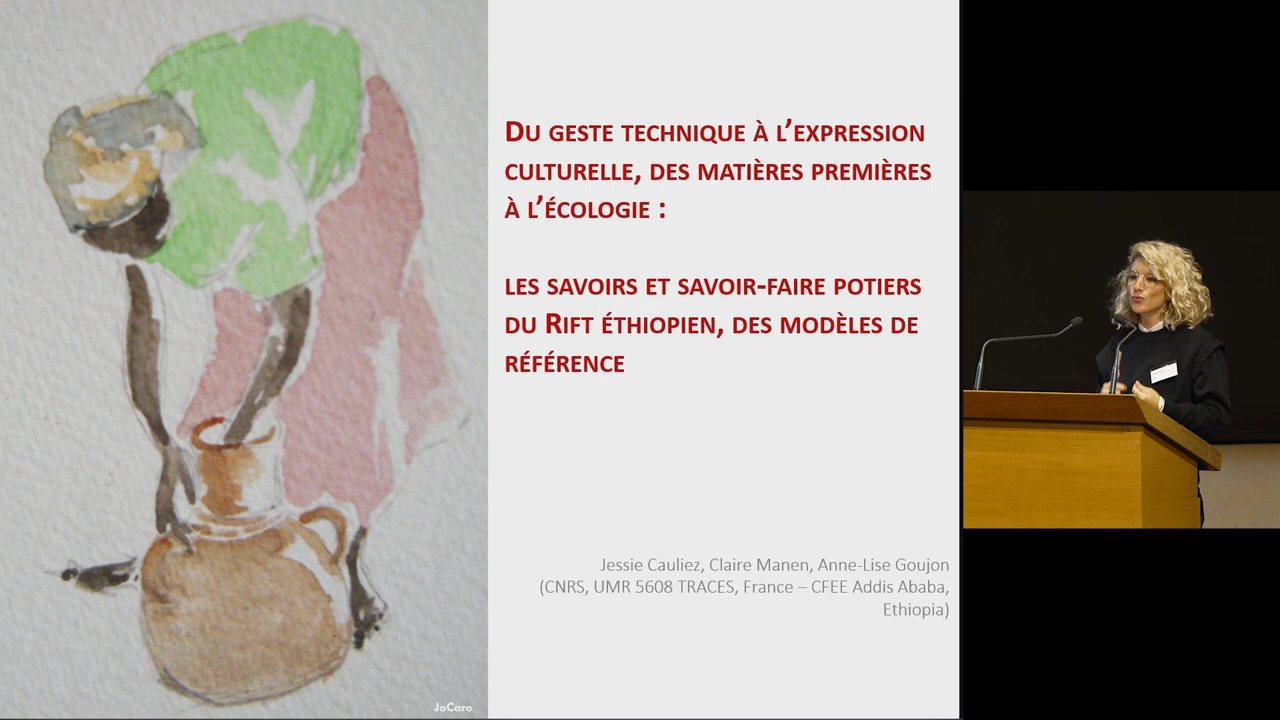 Du geste technique à l’expression
culturelle, des matières premières
à l’écologie :
les savoirs et savoir-faire potiers
du Rift éthiopien, des modèles de
référence
Jessie Cauliez, Claire Manen, Anne-Lise Goujon
(CNRS, UMR 5608 TRACES, France – CFEE Addis Ababa,
Ethiopia)
JoCaro